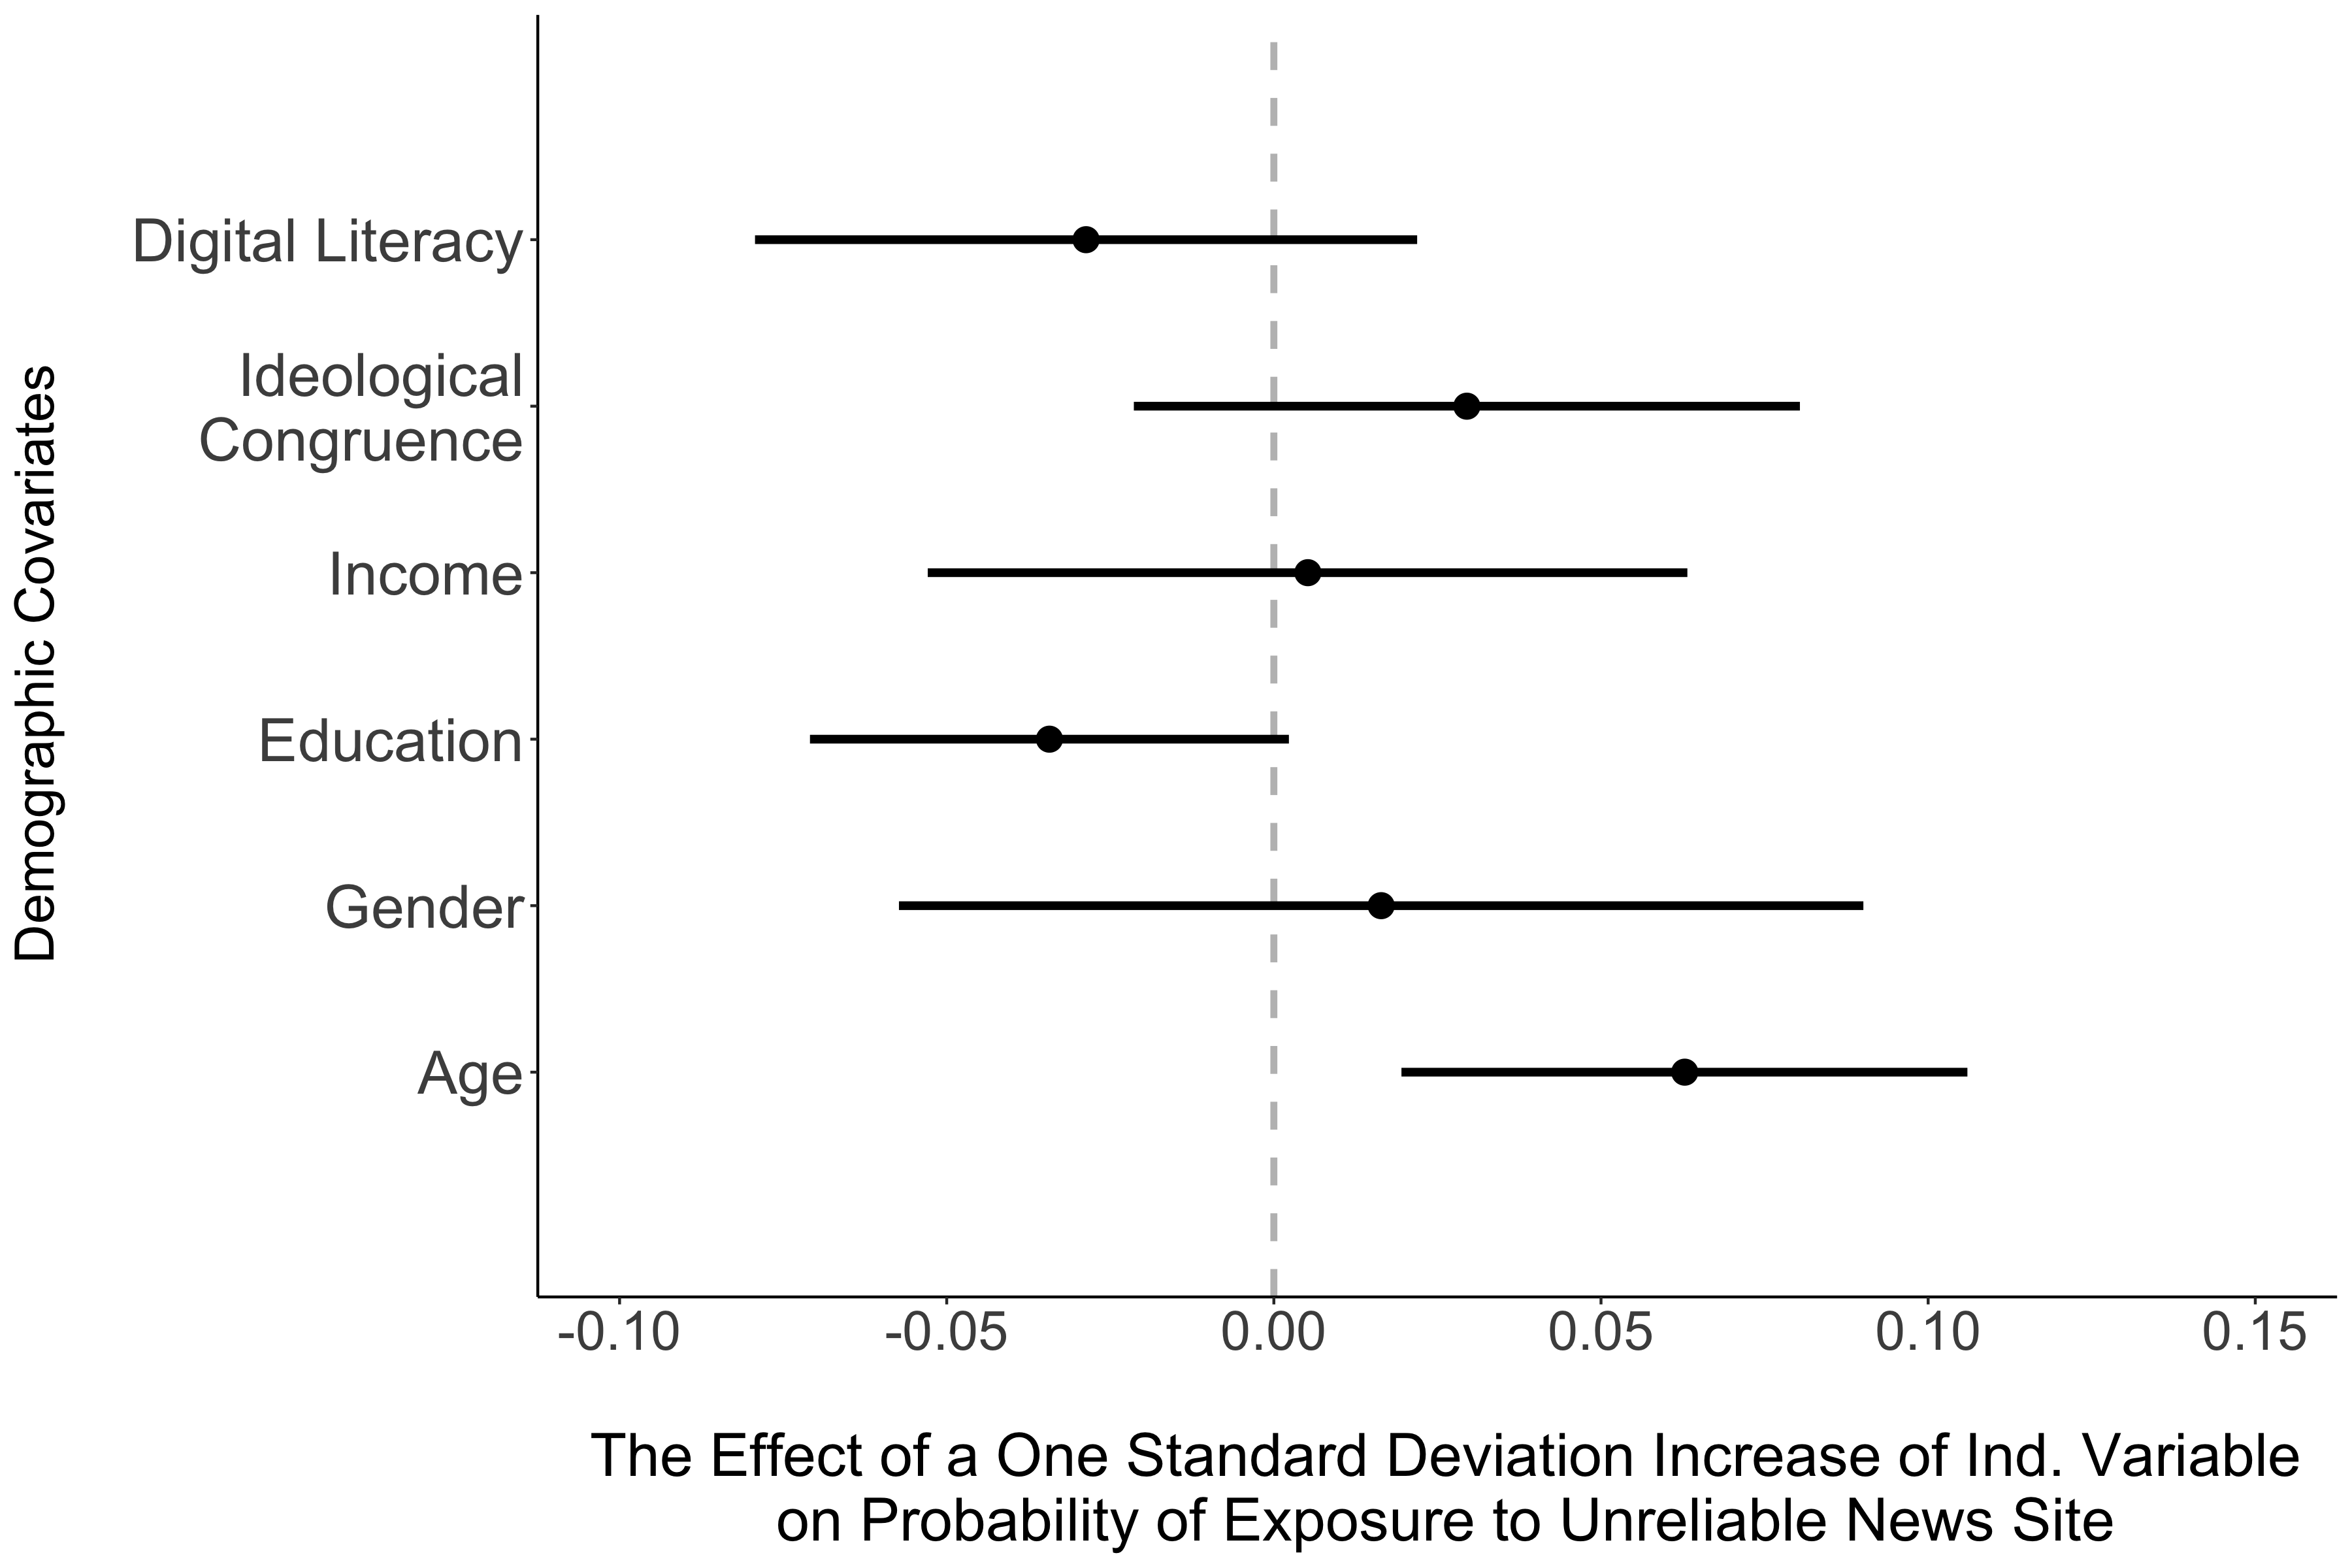 Demographic Covariates
Digital Literacy
Ideological
Congruence
Income
Education
Gender
Age
-0.10 -0.05 0.00 0.05 0.10 0.15
The Effect of a One Standard Deviation Increase of Ind. Variable
on Probability of Exposure to Unreliable News Site